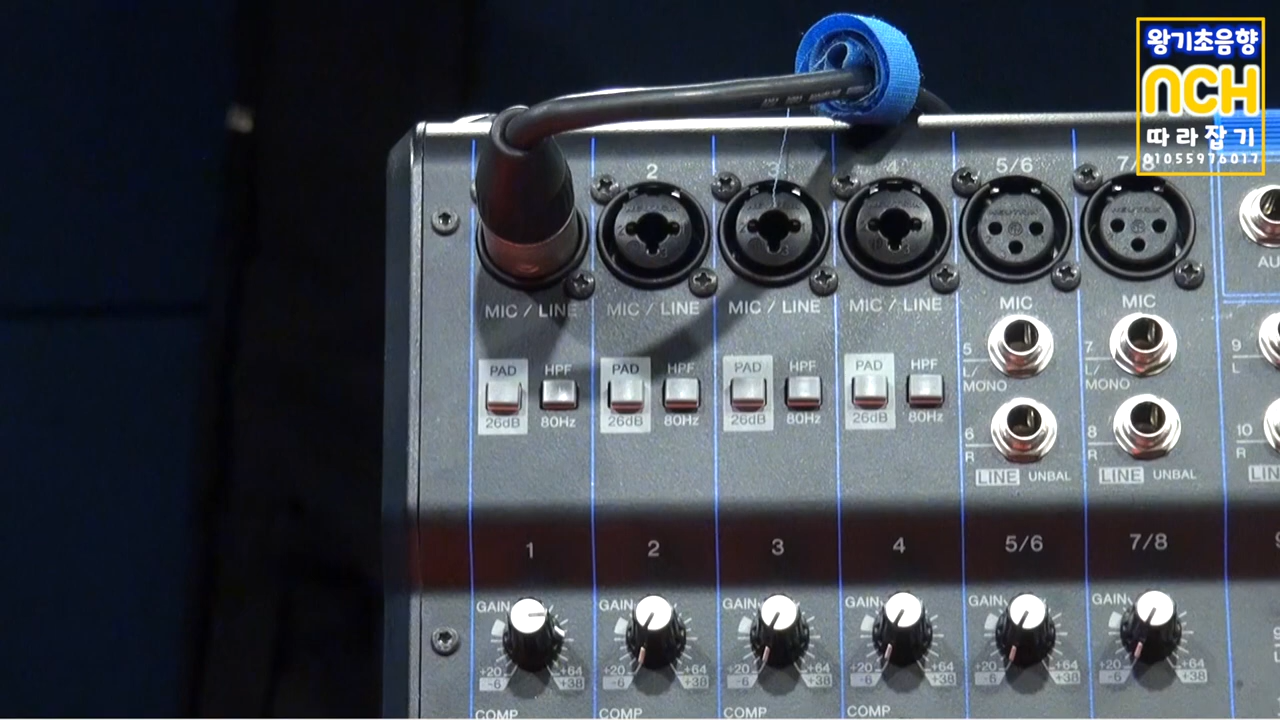 왕기초음향
NCH
따라잡기
01055976017
2 3 4 5/6 7/8
MIC / LINE MIC / LINE MIC / LINE MIC / LINE MIC MIC
AU
PAD HPF PAD HPF PAD HPF PAD HPF
26dB 80Hz 26dB 80Hz 26dB 80Hz 26dB 80Hz
5 7 9
L/ L/ L
MONO MONO
6 8 10
R R R
LINE UNBAL LINE UNBAL LIN
1 2 3 4 5/6 7/8 9
GAIN GAIN GAIN GAIN GAIN GAIN
+20 +64 +20 +64 +20 +64 +20 +64 +20 +64 +20 +64
-6 +38 -6 +38 -6 +38 -6 +38 -6 +38 -6 +38
COMP COMP COMP COMP